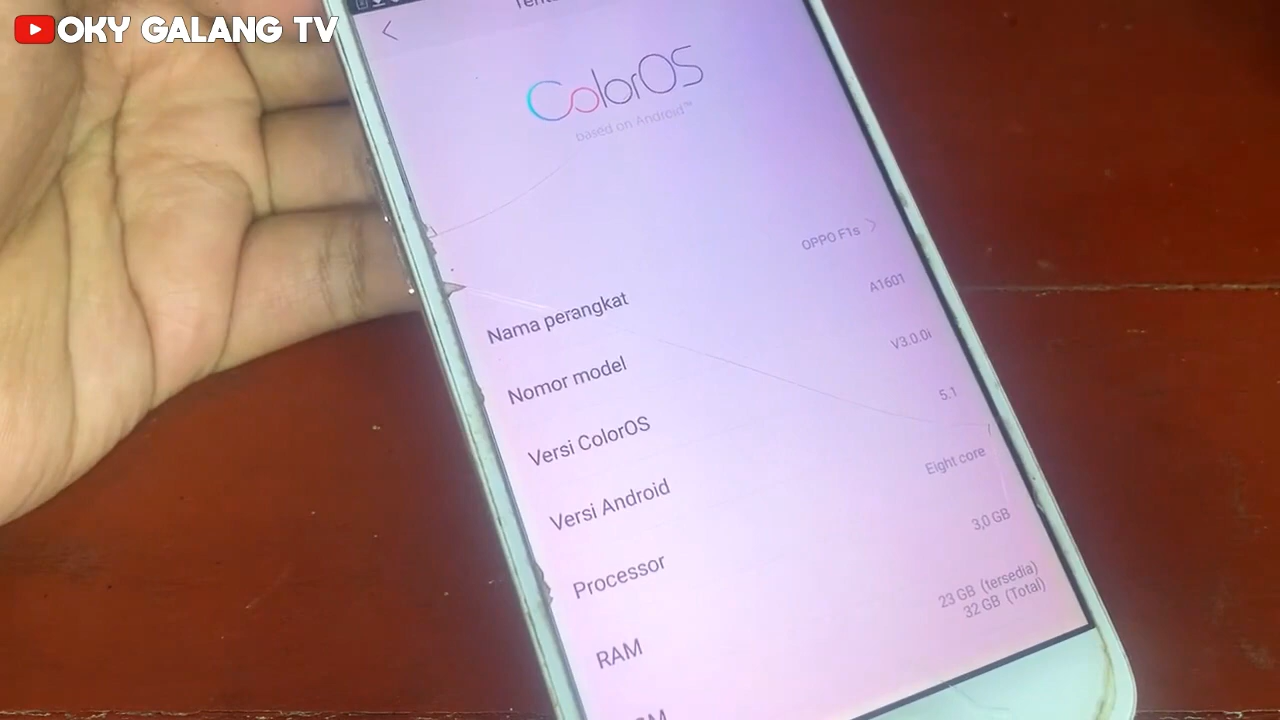 OKY GALANG TV
ColorOS
based on Android™
Nama perangkat
OPPO F1s
Nomor model
A1601
Versi ColorOS
V3.0.0i
Versi Android
5.1
Processor
Eight core
RAM
3,0 GB
23 GB (tersedia)
32 GB (Total)